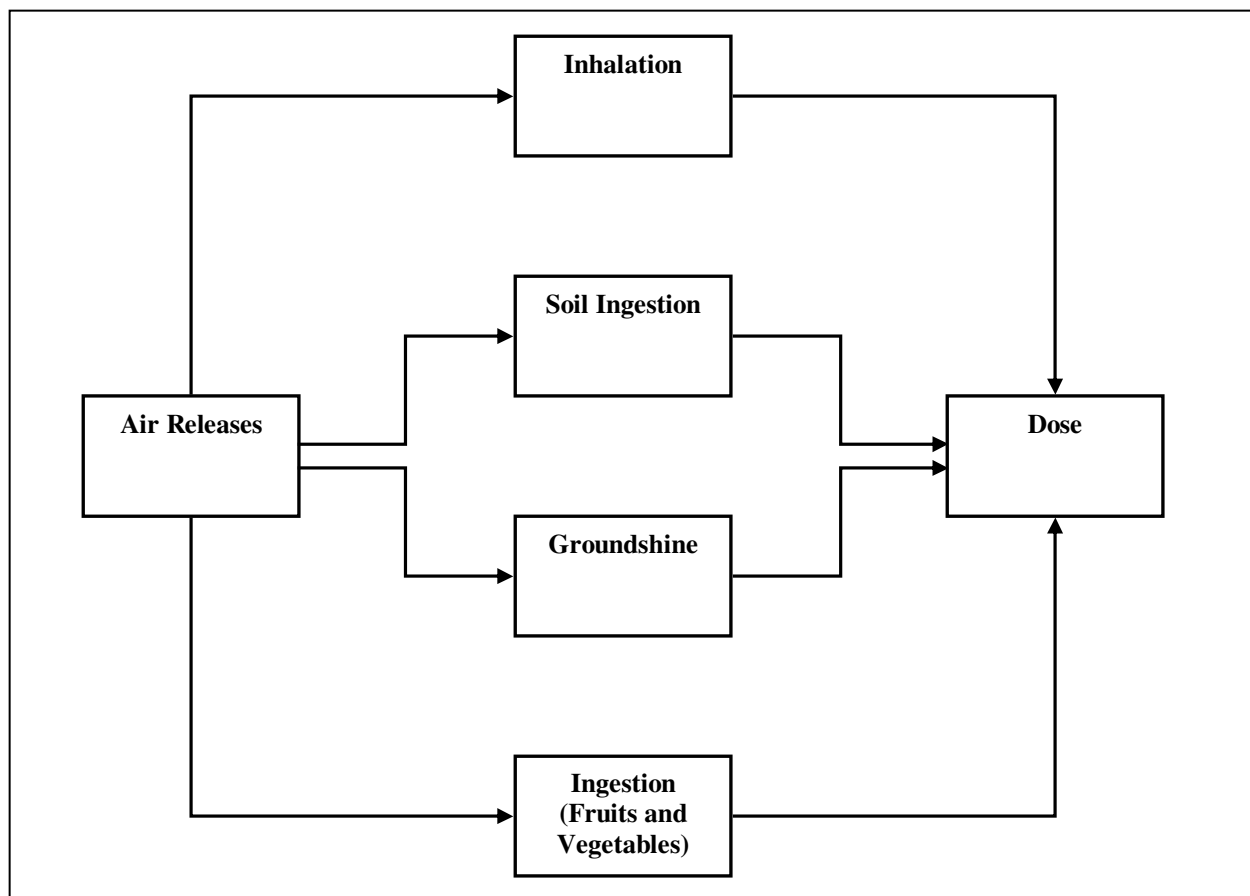 Inhalation
Soil Ingestion
Air Releases
Dose
Groundshine
Ingestion
(Fruits and
Vegetables)